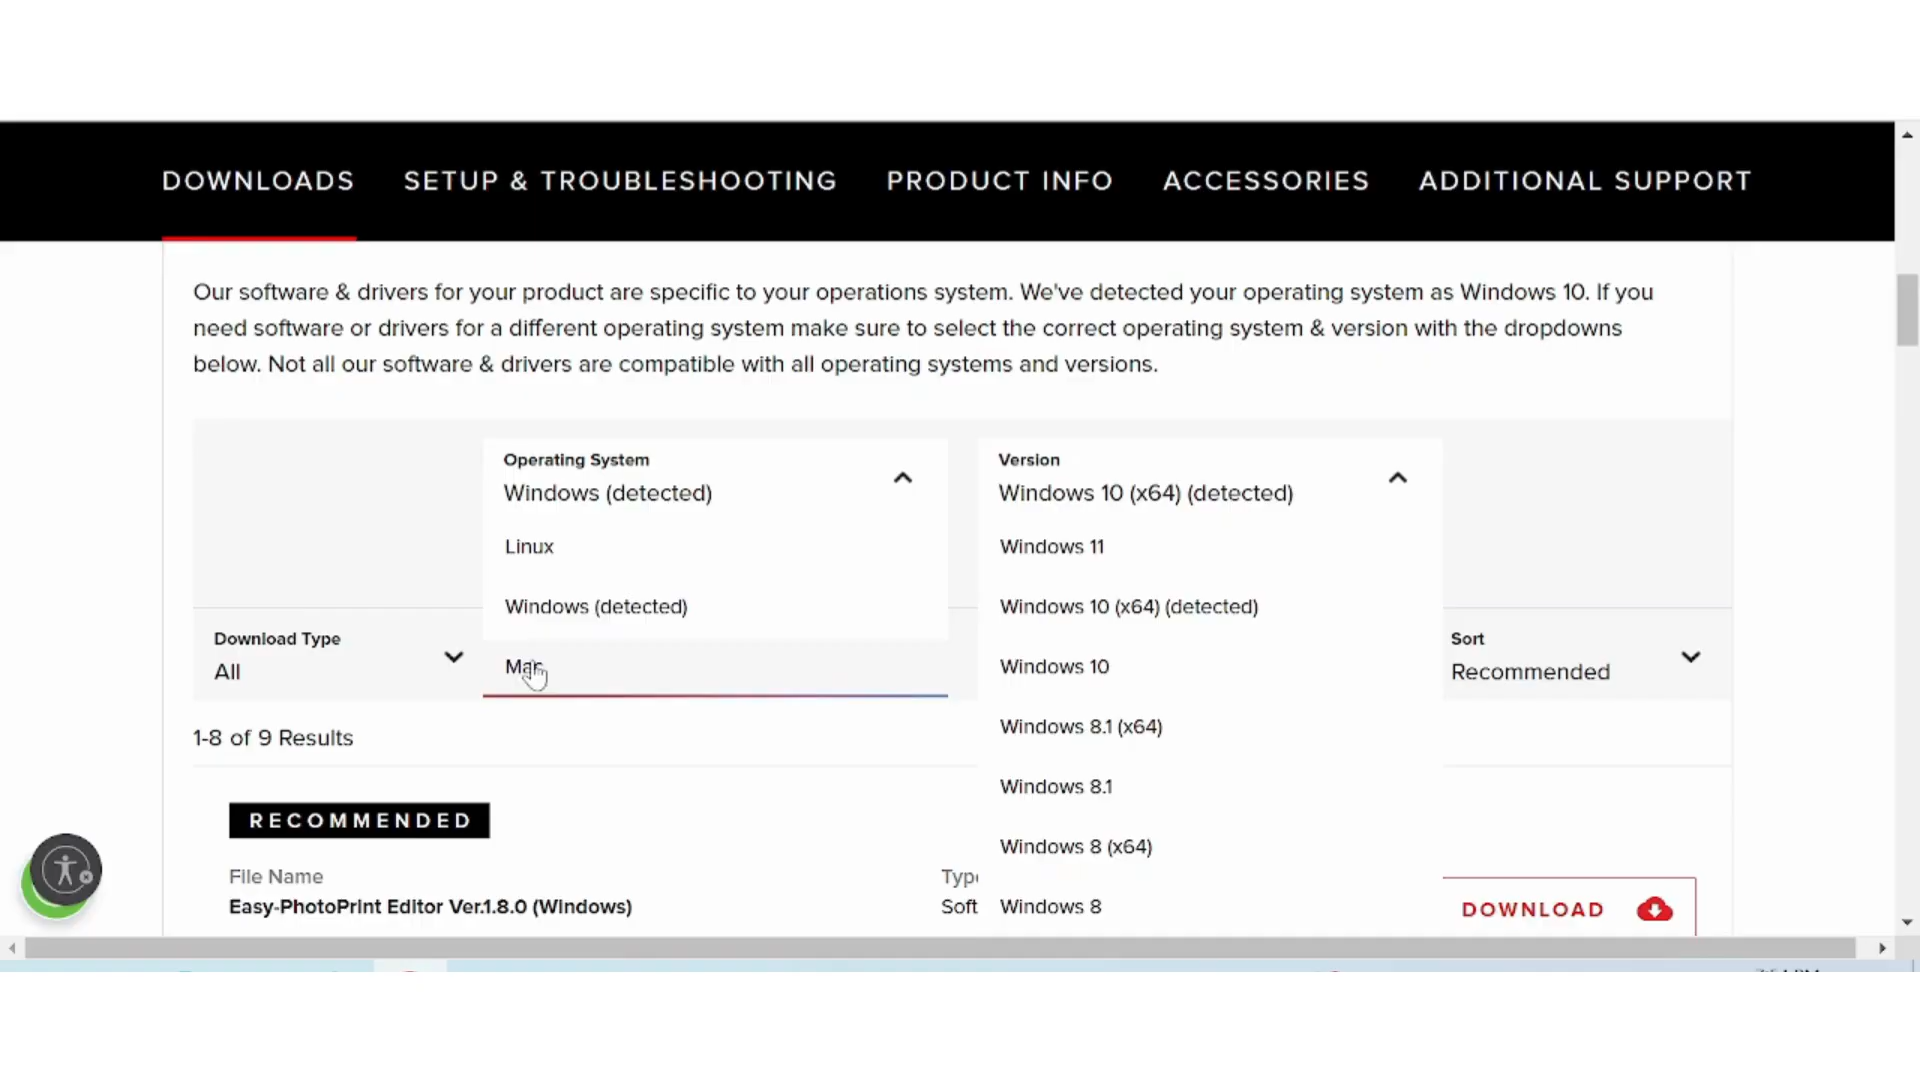 DOWNLOADS SETUP & TROUBLESHOOTING PRODUCT INFO ACCESSORIES ADDITIONAL SUPPORT
Our software & drivers for your product are specific to your operations system. We've detected your operating system as Windows 10. If you
need software or drivers for a different operating system make sure to select the correct operating system & version with the dropdowns
below. Not all our software & drivers are compatible with all operating systems and versions.
Operating System
Windows (detected)
Linux
Windows (detected)
Version
Windows 10 (x64) (detected)
Windows 11
Windows 10 (x64) (detected)
Windows 10
Windows 8.1 (x64)
Windows 8.1
Windows 8 (x64)
Windows 8
Download Type
All
Sort
Recommended
1-8 of 9 Results
RECOMMENDED
File Name
Easy-PhotoPrint Editor Ver.1.8.0 (Windows)
Soft
DOWNLOAD